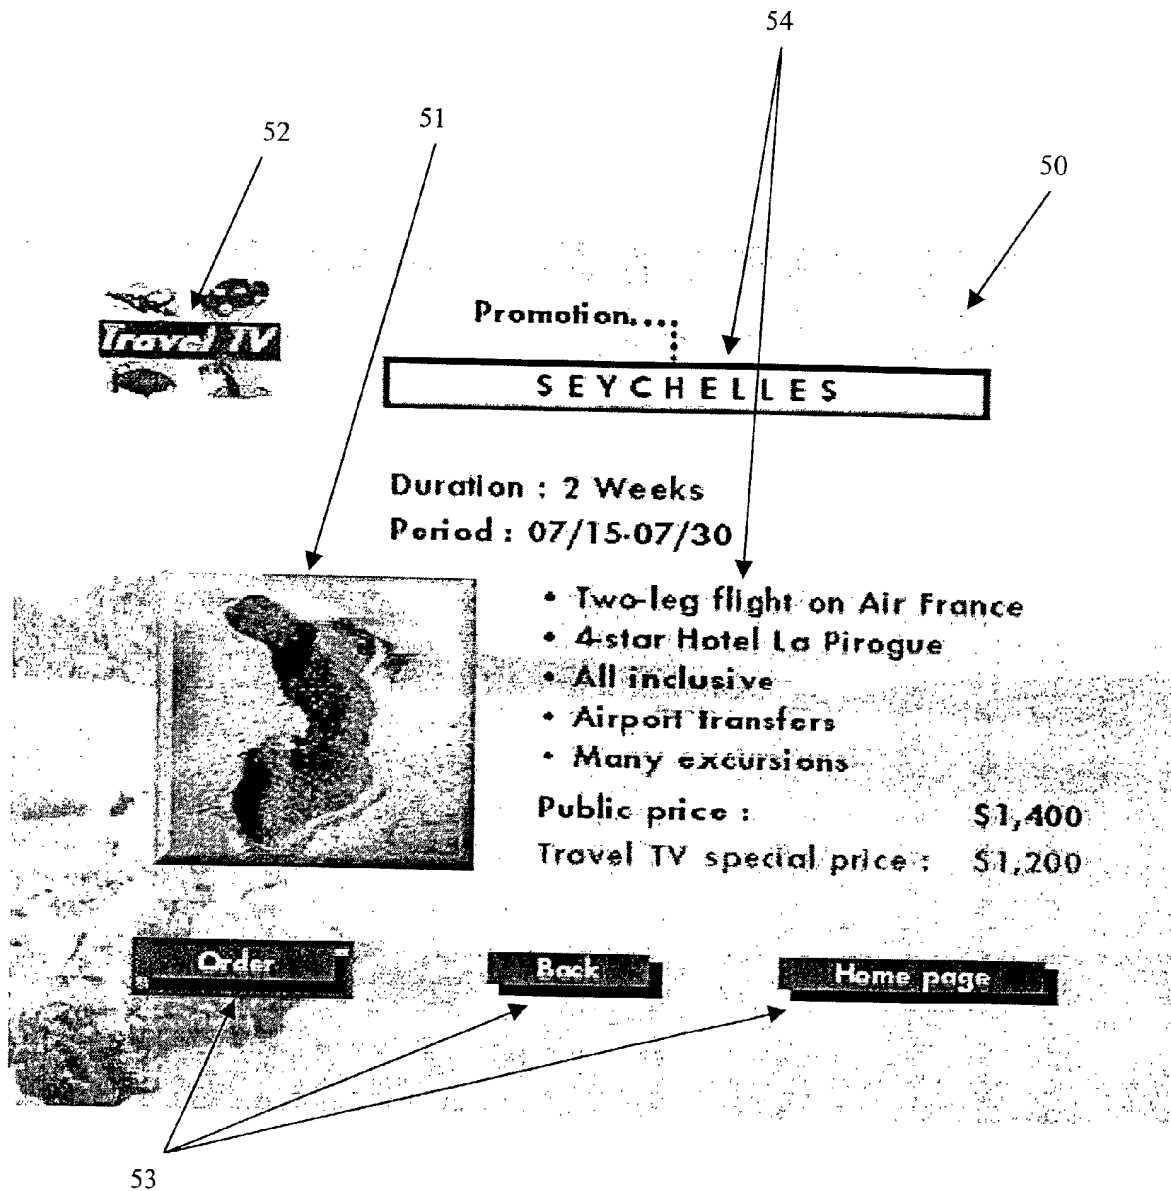 54
51
52
50
Travel TV
Promotion....
SEYCHELLES
Duration : 2 Weeks
Period : 07/15-07/30
• Two-leg flight on Air France
• 4-star Hotel La Pirogue
• All inclusive
• Airport transfers
• Many excursions
Public price : $1,400
Travel TV special price : $1,200
Order
Back
Home page
53